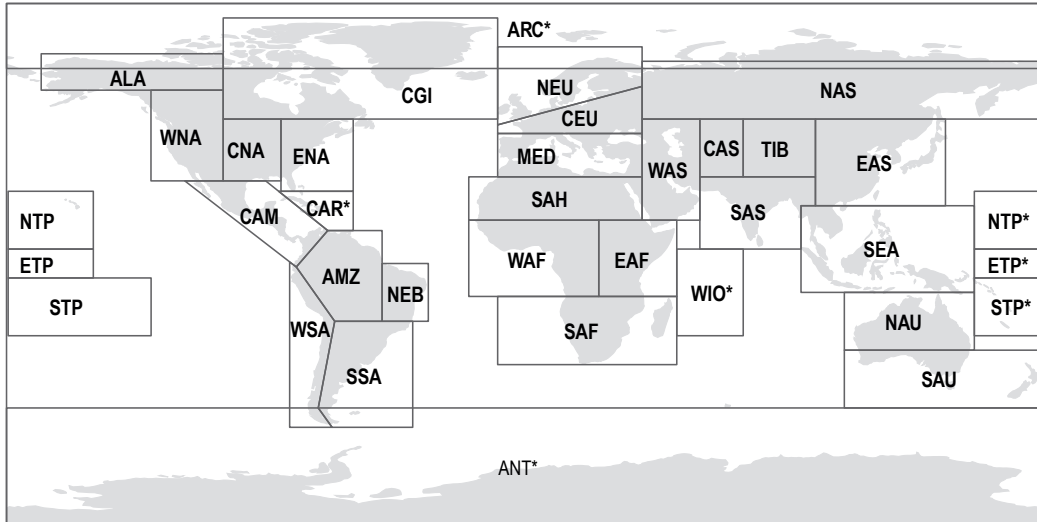 ARC*
ALA
CGI
NEU
NAS
CEU
WNA
CNA
ENA
MED
WAS
CAS
TIB
EAS
SAH
NTP
CAM
CAR*
SAS
NTP*
ETP
WAF
EAF
SEA
ETP*
STP
AMZ
NEB
WIO*
STP*
WSA
SAF
NAU
SSA
SAU
ANT*